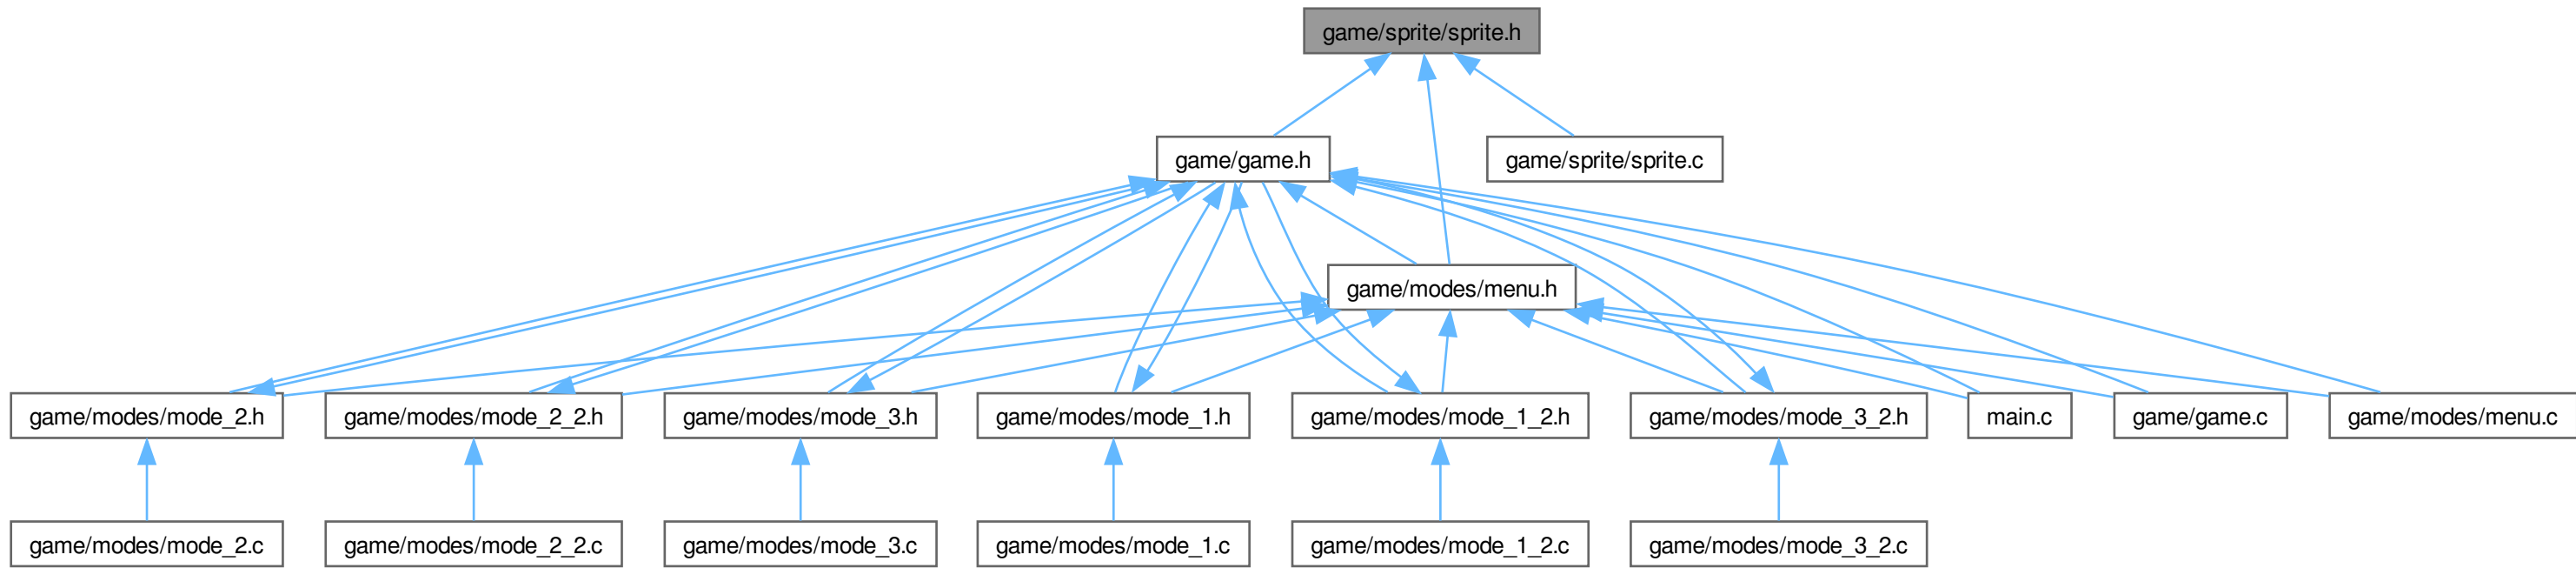 game/sprite/sprite.h
game/game.h
game/sprite/sprite.c
game/modes/menu.h
game/modes/mode_2.h
game/modes/mode_2_2.h
game/modes/mode_3.h
game/modes/mode_1.h
game/modes/mode_1_2.h
game/modes/mode_3_2.h
main.c
game/game.c
game/modes/menu.c
game/modes/mode_2.c
game/modes/mode_2_2.c
game/modes/mode_3.c
game/modes/mode_1.c
game/modes/mode_1_2.c
game/modes/mode_3_2.c